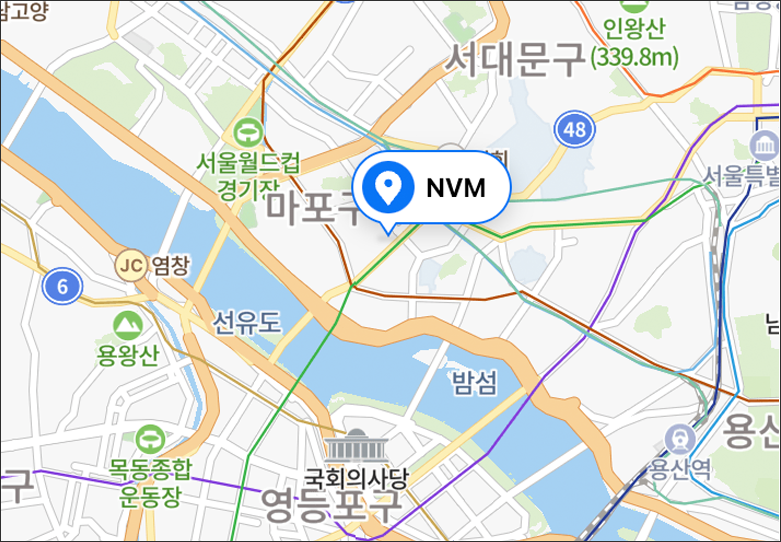 남고양
인왕산
(339.8m)
서대문구
48
서울월드컵
경기장
마포구
NVM
서울특별
JC 염창
6
선유도
용왕산
밤섬
남
용산
용산역
목동종합
운동장
국회의사당
구
영등포구